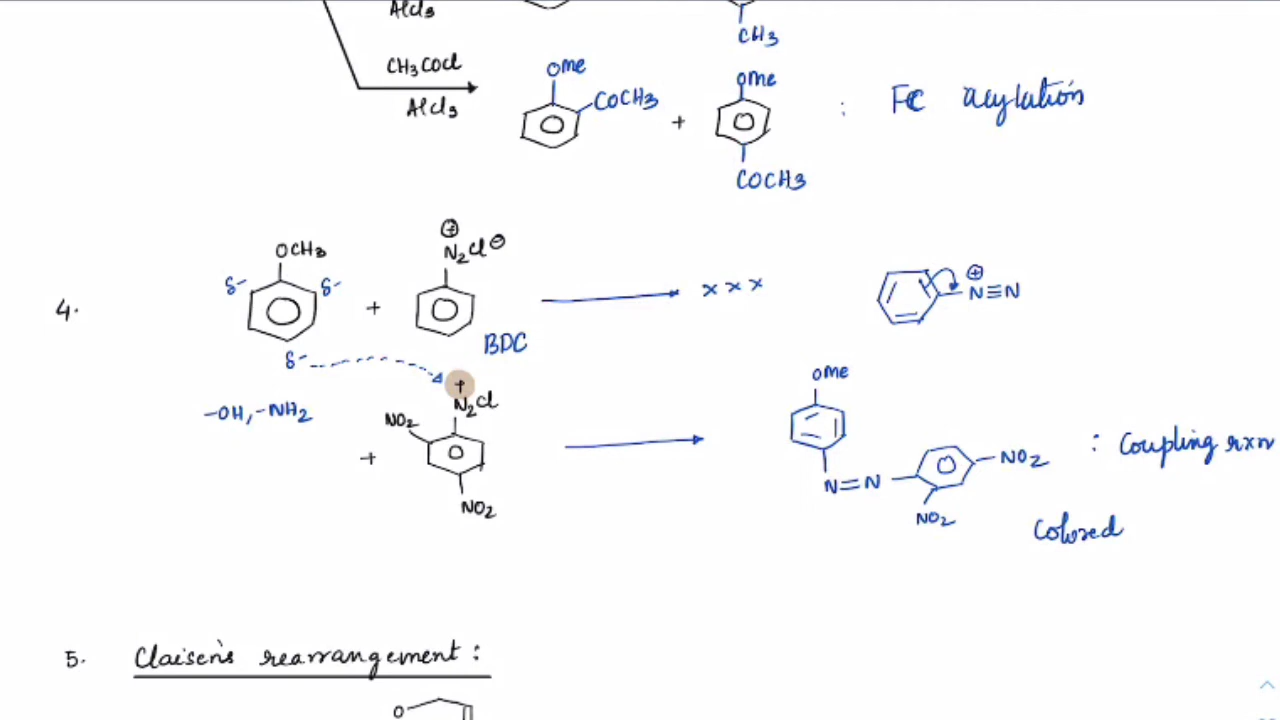 AlCl3
CH3
CH3COCl
AlCl3
OMe
COCH3
+
OMe
COCH3
: FC acylation
4.
OCH3
δ-
δ-
δ-
+
⊕
N2Cl⊖
BDC
x x x
⊕
N≡N
-OH, -NH2
+
+
N2Cl
NO2
NO2
OMe
N=N
NO2
NO2
: Coupling rxn
Colored
5. Claisen's rearrangement :
O